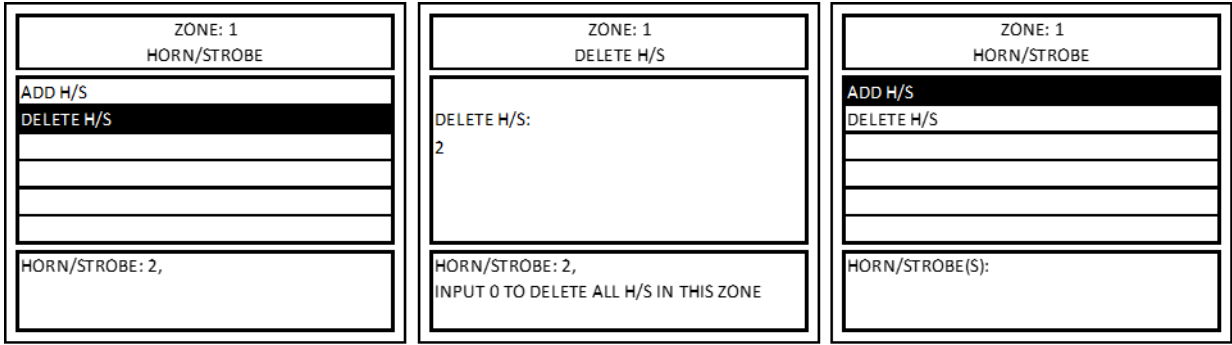 ZONE: 1
HORN/STROBE
ADD H/S
DELETE H/S
HORN/STROBE: 2,
ZONE: 1
DELETE H/S
DELETE H/S:
2
HORN/STROBE: 2,
INPUT 0 TO DELETE ALL H/S IN THIS ZONE
ZONE: 1
HORN/STROBE
ADD H/S
DELETE H/S
HORN/STROBE(S):